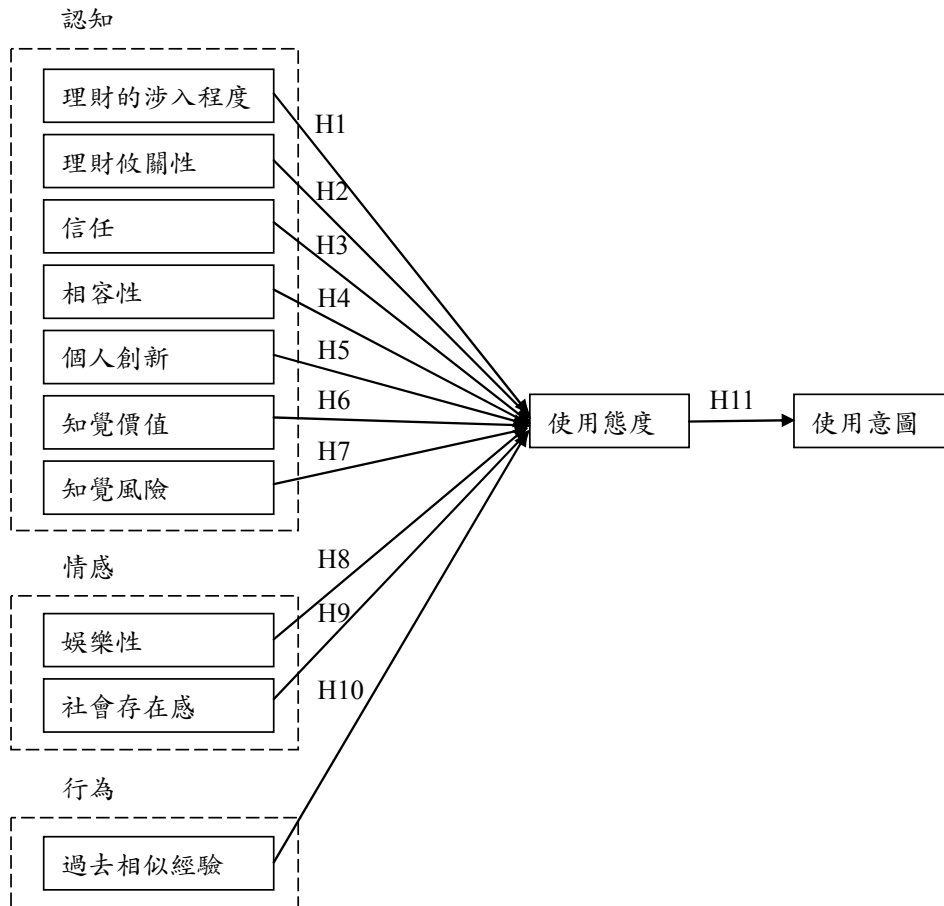 認知
理財的涉入程度
H1
理財攸關性
H2
信任
H3
相容性
H4
個人創新
H5
知覺價值
H6
知覺風險
H7
使用態度
H11
使用意圖
情感
娛樂性
H8
社會存在感
H9
行為
過去相似經驗
H10